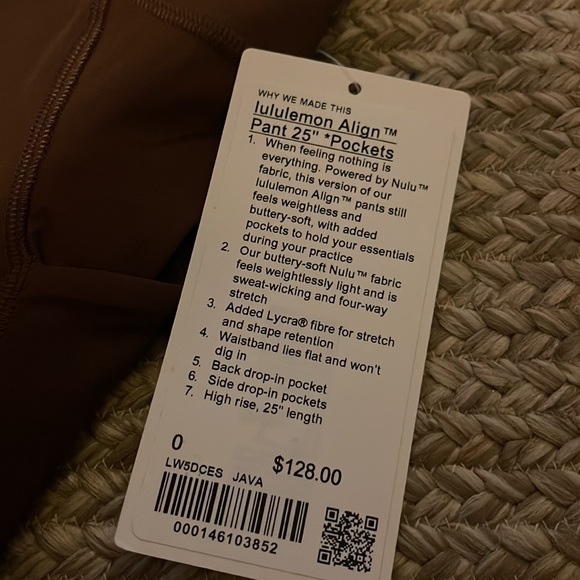 WHY WE MADE THIS
lululemon Align™
Pant 25" *Pockets
1. When feeling nothing is
everything. Powered by Nulu™
fabric, this version of our
lululemon Align™ pants still
feels weightless and
buttery-soft, with added
pockets to hold your essentials
during your practice
2. Our buttery-soft Nulu™ fabric
feels weightlessly light and is
sweat-wicking and four-way
stretch
3. Added Lycra® fibre for stretch
and shape retention
4. Waistband lies flat and won't
dig in
5. Back drop-in pocket
6. Side drop-in pockets
7. High rise, 25" length
0 $128.00
LW5DCES JAVA
000146103852